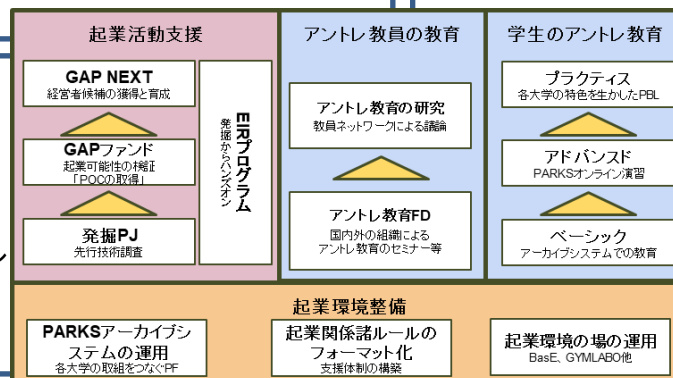 起業活動支援
GAP NEXT
経営者候補の獲得と育成
GAPファンド
起業可能性の検証
「POCの取得」
発掘PJ
先行技術調査
EIRプログラム
発掘からハンズオン
アントレ教員の教育
アントレ教育の研究
教員ネットワークによる議論
アントレ教育FD
国内外の組織による
アントレ教育のセミナー等
学生のアントレ教育
プラクティス
各大学の特色を生かしたPBL
アドバンスド
PARKSオンライン演習
ベーシック
アーカイブシステムでの教育
起業環境整備
PARKSアーカイブシ
ステムの運用
各大学の取組をつなぐPF
起業関係諸ルールの
フォーマット化
支援体制の構築
起業環境の場の運用
BasE、GYMLABO他